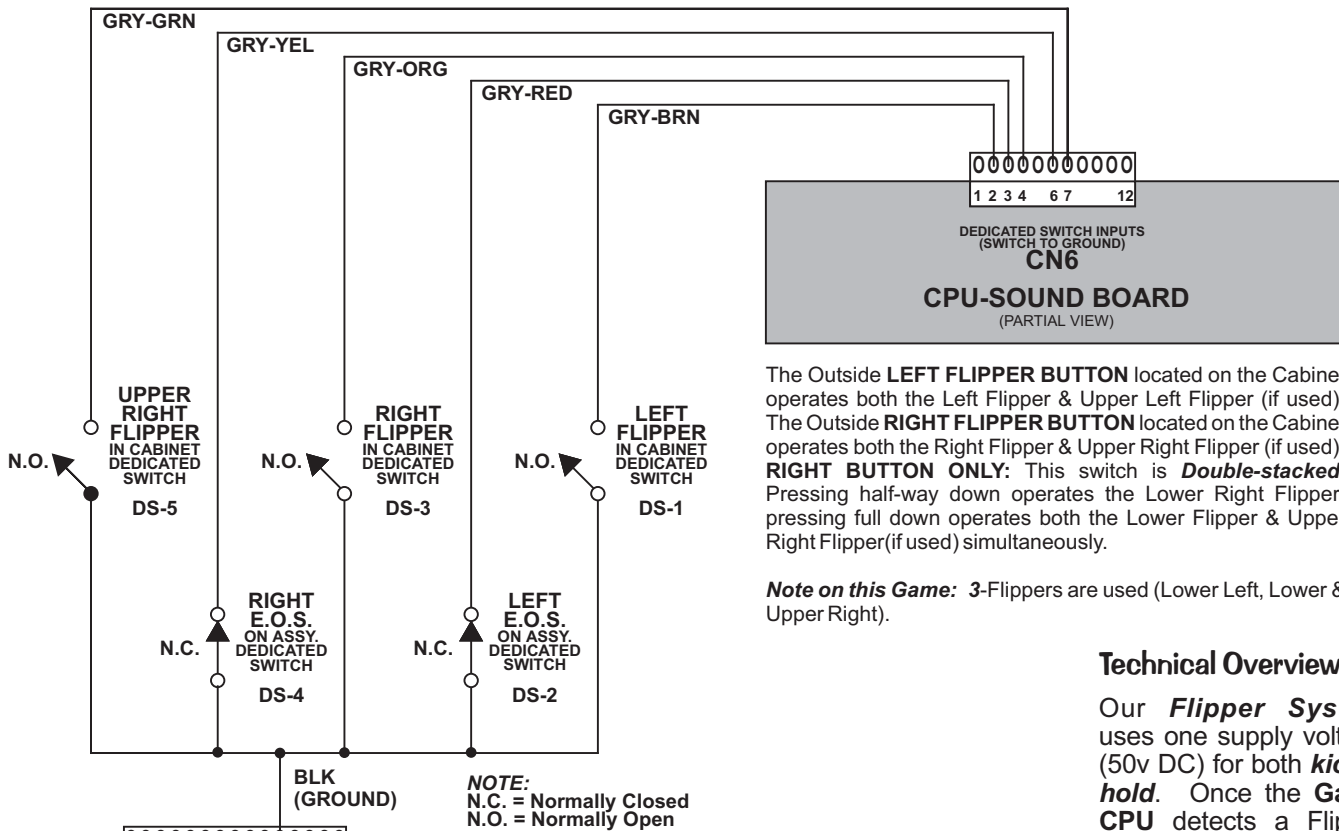 GRY-GRN
GRY-YEL
GRY-ORG
GRY-RED
GRY-BRN
1 2 3 4 6 7 12
DEDICATED SWITCH INPUTS
(SWITCH TO GROUND)
CN6
CPU-SOUND BOARD
(PARTIAL VIEW)
UPPER
RIGHT
FLIPPER
IN CABINET
DEDICATED
SWITCH
DS-5
N.O.
RIGHT
FLIPPER
IN CABINET
DEDICATED
SWITCH
DS-3
N.O.
LEFT
FLIPPER
IN CABINET
DEDICATED
SWITCH
DS-1
N.O.
RIGHT
E.O.S.
ON ASSY.
DEDICATED
SWITCH
DS-4
N.C.
LEFT
E.O.S.
ON ASSY.
DEDICATED
SWITCH
DS-2
N.C.
BLK
(GROUND)
NOTE:
N.C. = Normally Closed
N.O. = Normally Open
The Outside LEFT FLIPPER BUTTON located on the Cabine
operates both the Left Flipper & Upper Left Flipper (if used)
The Outside RIGHT FLIPPER BUTTON located on the Cabine
operates both the Right Flipper & Upper Right Flipper (if used)
RIGHT BUTTON ONLY: This switch is Double-stacked
Pressing half-way down operates the Lower Right Flipper
pressing full down operates both the Lower Flipper & Uppe
Right Flipper(if used) simultaneously.
Note on this Game: 3-Flippers are used (Lower Left, Lower &
Upper Right).
Technical Overview
Our Flipper Sys
uses one supply volt
(50v DC) for both kic
hold. Once the Ga
CPU detects a Flip